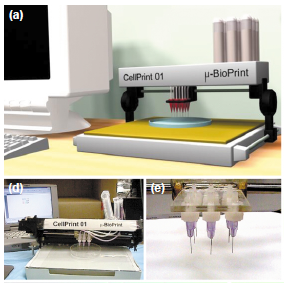 (a)
CellPrint 01 µ-BioPrint
(d)
CellPrint 01 µ-BioPrint
(e)